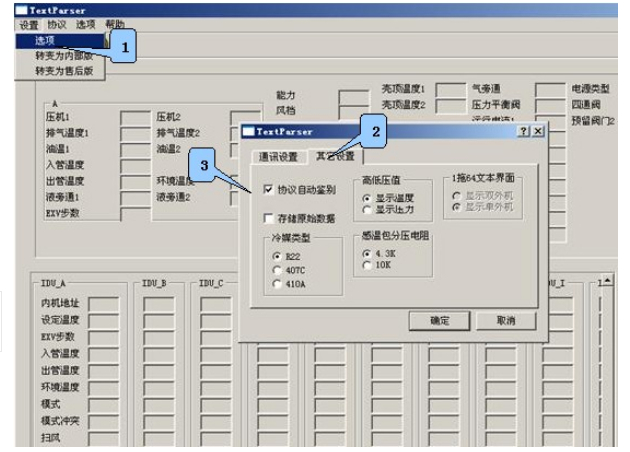 TextParser
设置 协议 选项 帮助
选项
转变为内部版
转变为售后版
1
A
压机1
排气温度1
油温1
入管温度
出管温度
液旁通1
EXV步数
压机2
排气温度2
油温2
环境温度
液旁通2
能力
风档
壳顶温度1
壳顶温度2
气旁通
压力平衡阀
运行电流1
电源类型
四通阀
预留阀门2
TextParser
2
通讯设置 其它设置
3
协议自动鉴别
存储原始数据
冷媒类型
R22
407C
410A
高低压值
显示温度
显示压力
感温包分压电阻
4.3K
10K
1拖64文本界面
显示双外机
显示单外机
确定 取消
IDU_A IDU_B IDU_C IDU_I
内机地址
设定温度
EXV步数
入管温度
出管温度
环境温度
模式
模式冲突
扫风